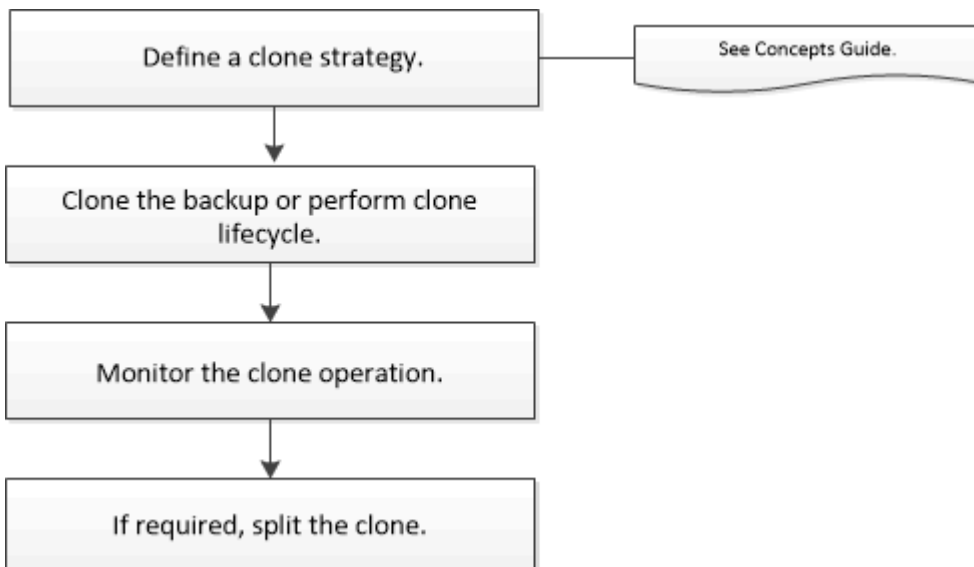 Define a clone strategy.
See Concepts Guide.
Clone the backup or perform clone
lifecycle.
Monitor the clone operation.
If required, split the clone.